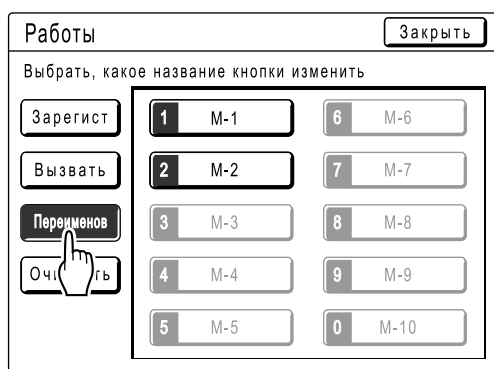 Работы
Закрыть
Выбрать, какое название кнопки изменить
Зарегист
Вызвать
Переименов
1 М-1
6 М-6
2 М-2
7 М-7
3 М-3
8 М-8
4 М-4
9 М-9
5 М-5
0 М-10